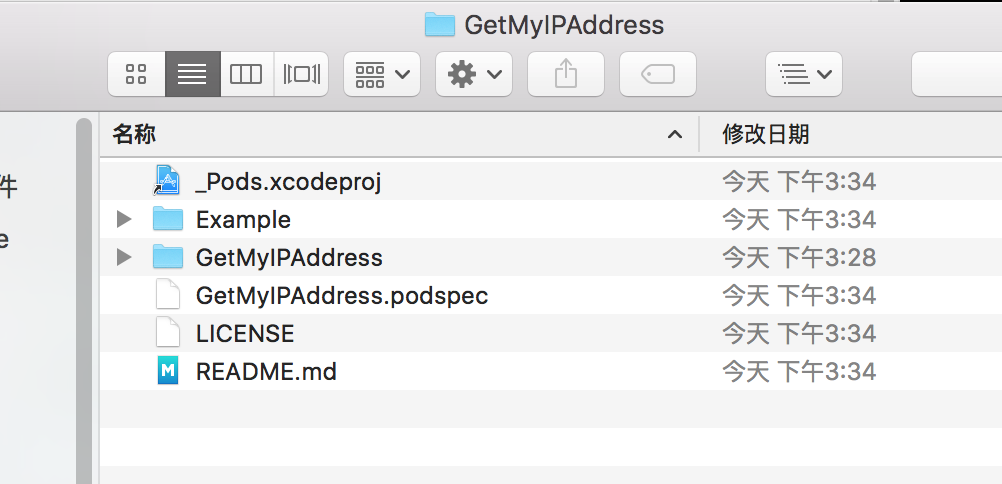 GetMyIPAddress
名称 修改日期
件
e
_Pods.xcodeproj 今天 下午3:34
Example 今天 下午3:34
GetMyIPAddress 今天 下午3:28
GetMyIPAddress.podspec 今天 下午3:34
LICENSE 今天 下午3:34
README.md 今天 下午3:34